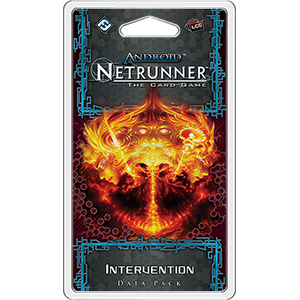 ANDROID
NETRUNNER
THE CARD GAME
INTERVENTION
DATA PACK